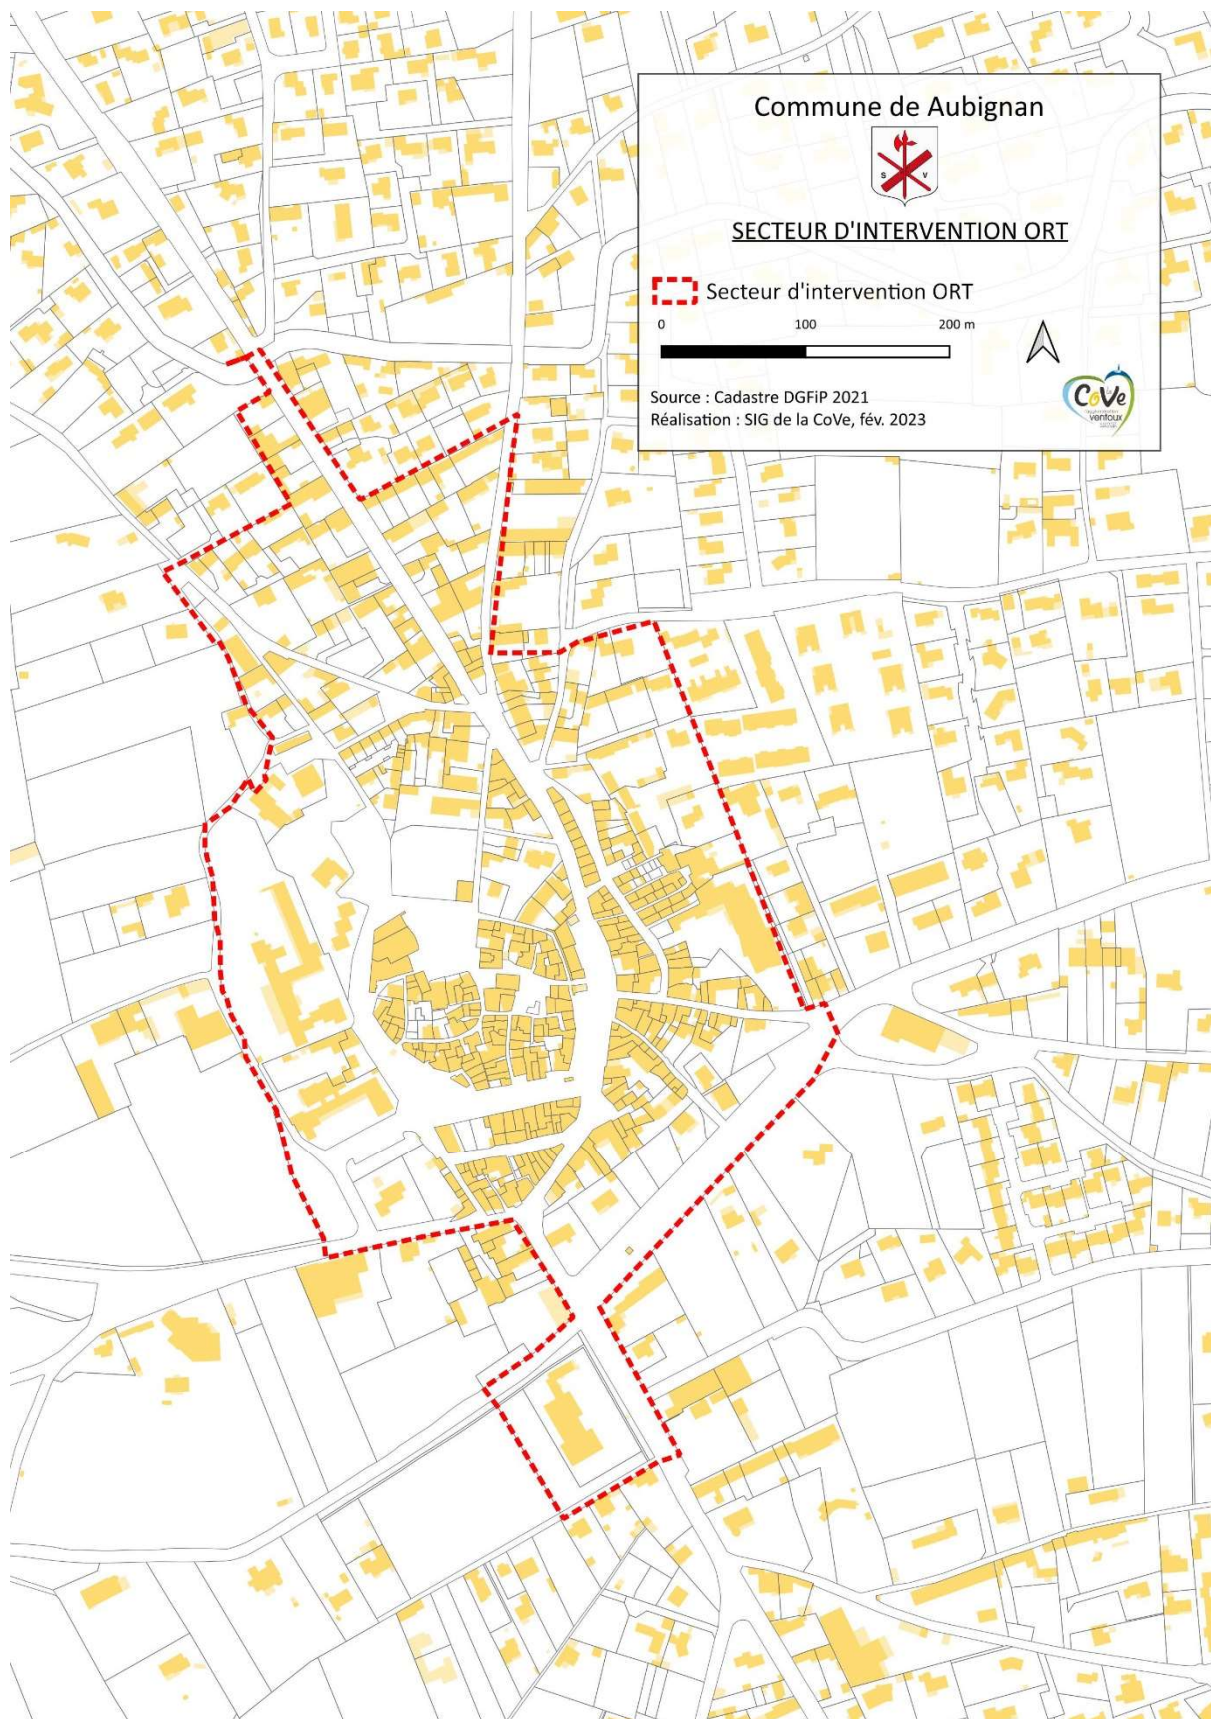 Commune de Aubignan
S V
SECTEUR D'INTERVENTION ORT
Secteur d'intervention ORT
0 100 200 m
Source : Cadastre DGFiP 2021
Réalisation : SIG de la CoVe, fév. 2023
la
CoVe
ventoux